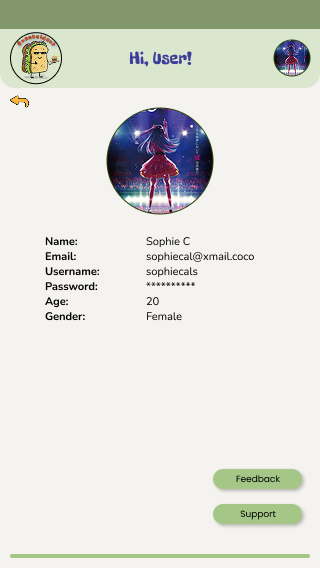 Hi, User!
Name: Sophie C
Email: sophiecal@xmail.coco
Username: sophiecals
Password: **********
Age: 20
Gender: Female
Feedback
Support